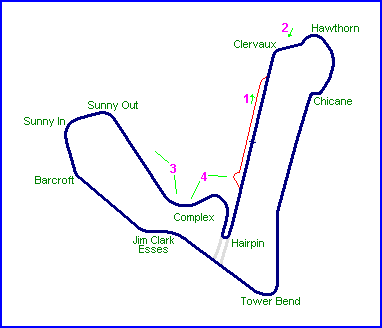 2
Hawthorn
Clervaux
1
Chicane
Sunny Out
Sunny In
3
4
Barcroft
Complex
Jim Clark
Esses
Hairpin
Tower Bend